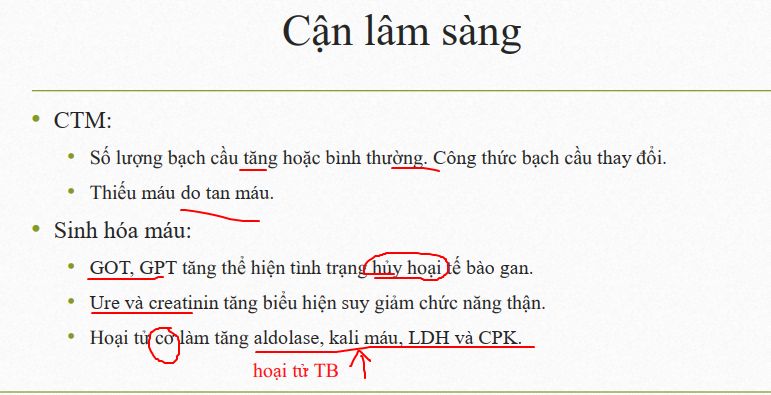 Cận lâm sàng
• CTM:
• Số lượng bạch cầu tăng hoặc bình thường. Công thức bạch cầu thay đổi.
• Thiếu máu do tan máu.
• Sinh hóa máu:
• GOT, GPT tăng thể hiện tình trạng hủy hoại tế bào gan.
• Ure và creatinin tăng biểu hiện suy giảm chức năng thận.
• Hoại tử cơ làm tăng aldolase, kali máu, LDH và CPK.
hoại tử TB